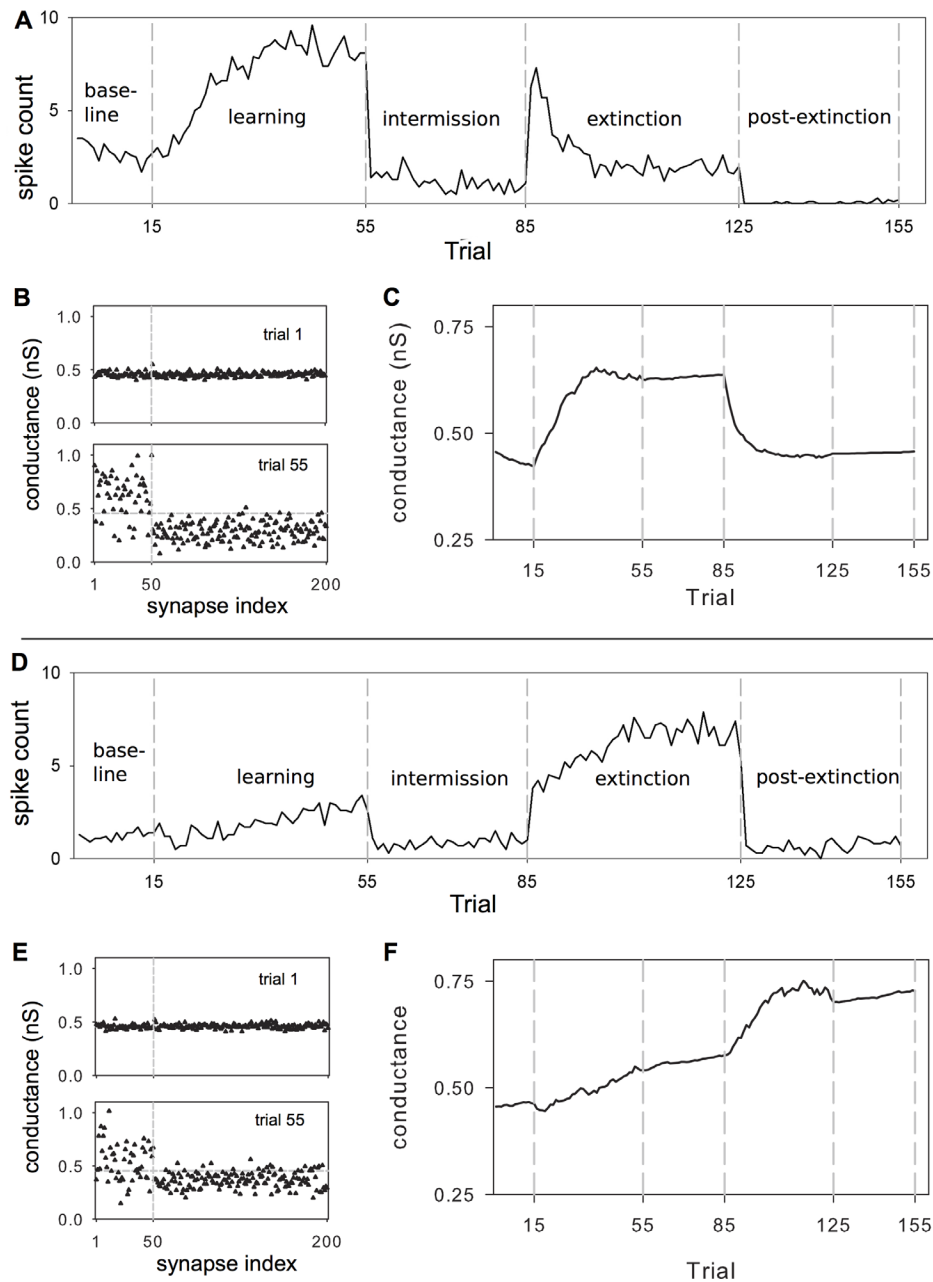 A
10
5
0
spike count
base-
line
learning
intermission
extinction
post-extinction
15
55
85
125
155
Trial
B
1.0
0.5
0.0
trial 1
1.0
0.5
0.0
trial 55
conductance (nS)
1
50
200
synapse index
C
0.75
0.50
0.25
conductance (nS)
15
55
85
125
155
Trial
D
10
5
0
spike count
base-
line
learning
intermission
extinction
post-extinction
15
55
85
125
155
Trial
E
1.0
0.5
0.0
trial 1
1.0
0.5
0.0
trial 55
conductance (nS)
1
50
200
synapse index
F
0.75
0.50
0.25
conductance
15
55
85
125
155
Trial